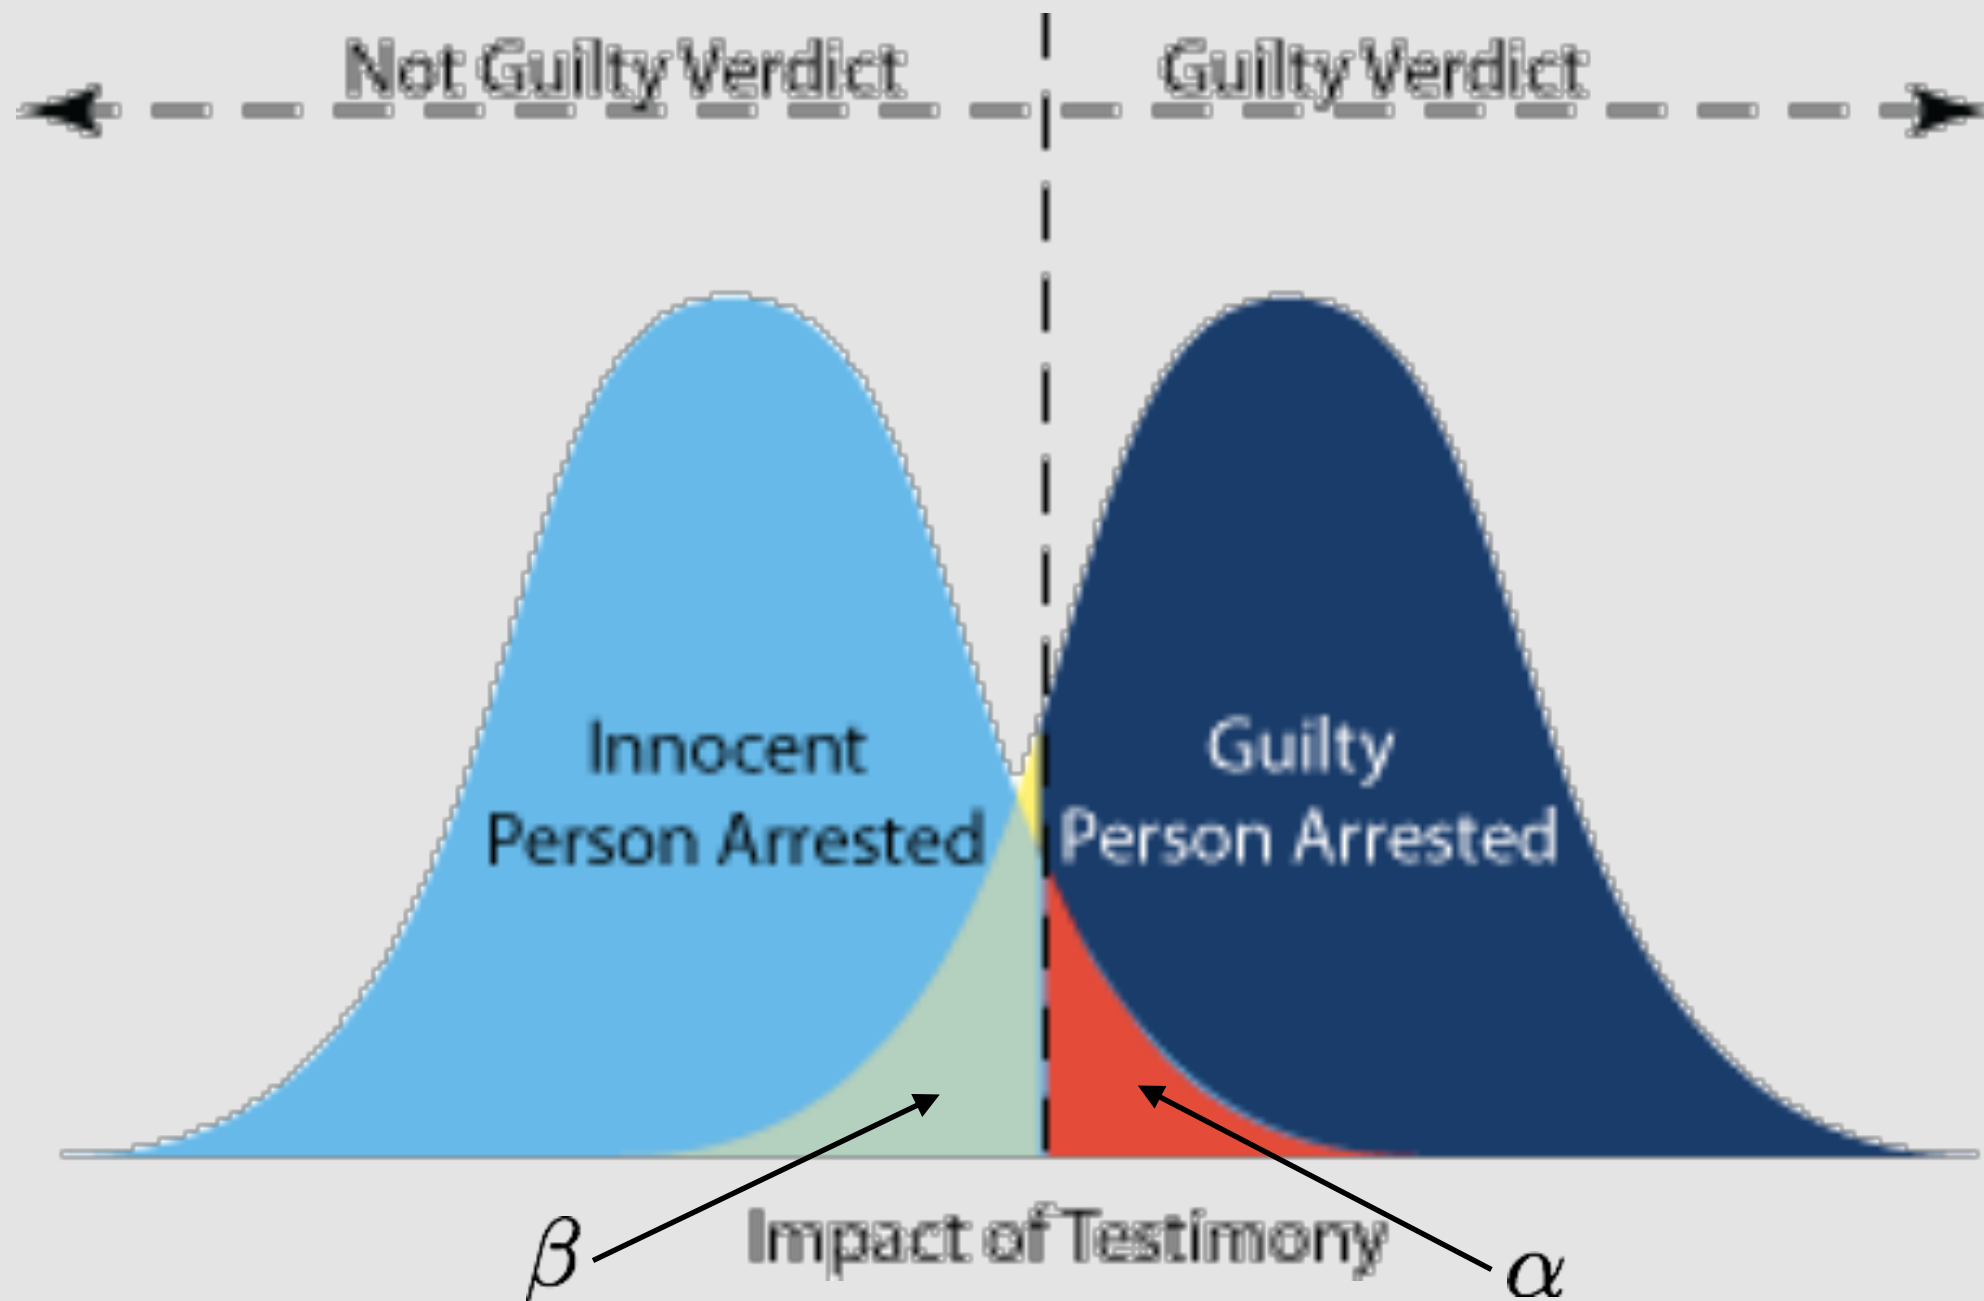 Not Guilty Verdict
Guilty Verdict
Innocent
Person Arrested
Guilty
Person Arrested
β
Impact of Testimony
α